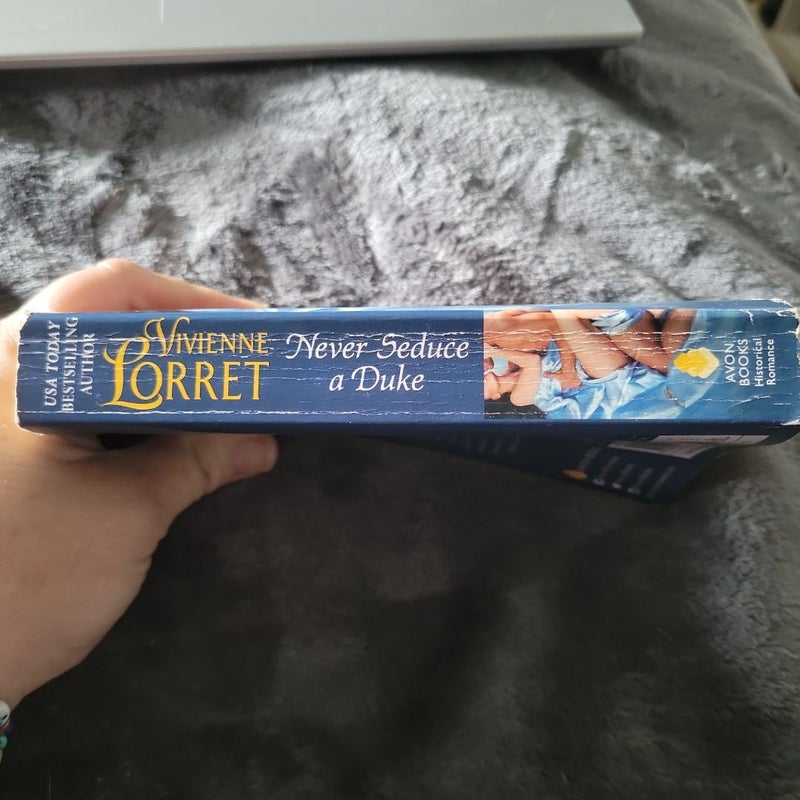 USA TODAY
BESTSELLING
AUTHOR
VIVIENNE
LORRET
Never Seduce
a Duke
AVON
BOOKS
Historical
Romance